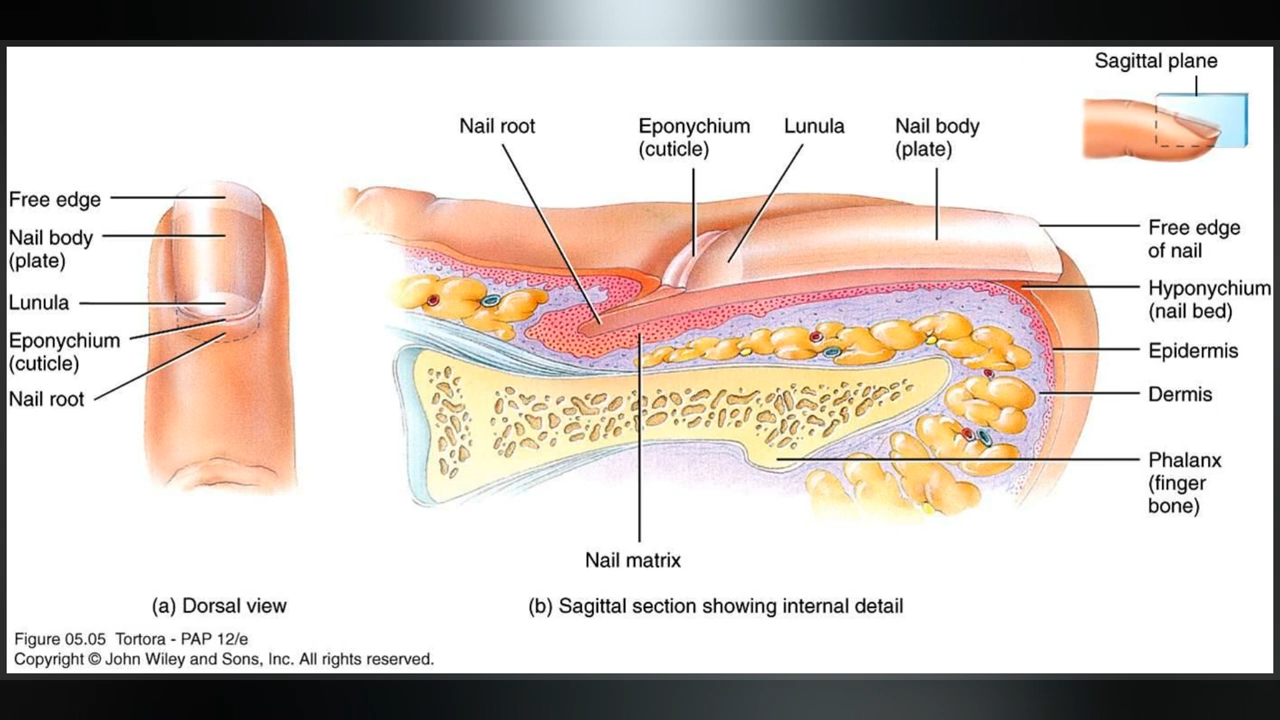 Sagittal plane
Nail root
Eponychium
(cuticle)
Lunula
Nail body
(plate)
Free edge
Nail body
(plate)
Lunula
Eponychium
(cuticle)
Nail root
Free edge
of nail
Hyponychium
(nail bed)
Epidermis
Dermis
Phalanx
(finger
bone)
Nail matrix
(a) Dorsal view
(b) Sagittal section showing internal detail
Figure 05.05 Tortora - PAP 12/e
Copyright © John Wiley and Sons, Inc. All rights reserved.